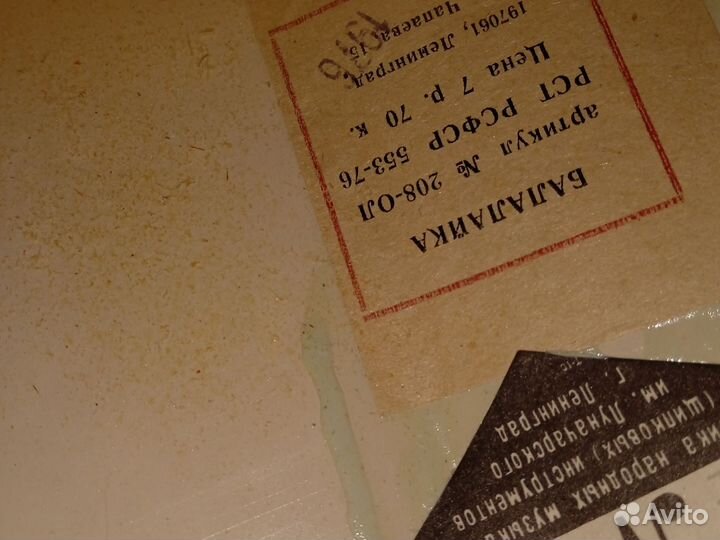 БАЛАЛАЙКА
артикул № 208-ОЛ
РСТ РСФСР 553-76
Цена 7 р. 70 к.
197061, Ленинград
Чапаева, 15
народных музыка
(щипковых) инструментов
им. Луначарского
г. Ленинград
Avito